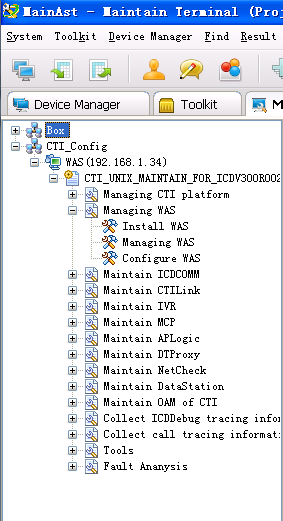 MainAst - Maintain Terminal (Proj
System Toolkit Device Manager Find Result
Device Manager Toolkit M
Box
CTI_Config
WAS(192.168.1.34)
CTI_UNIX_MAINTAIN_FOR_ICDV300R002
Managing CTI platform
Managing WAS
Install WAS
Managing WAS
Configure WAS
Maintain ICDCOMM
Maintain CTILink
Maintain IVR
Maintain MCP
Maintain APLogic
Maintain DTProxy
Maintain NetCheck
Maintain DataStation
Maintain OAM of CTI
Collect ICDDebug tracing infor
Collect call tracing informati
Tools
Fault Ananysis